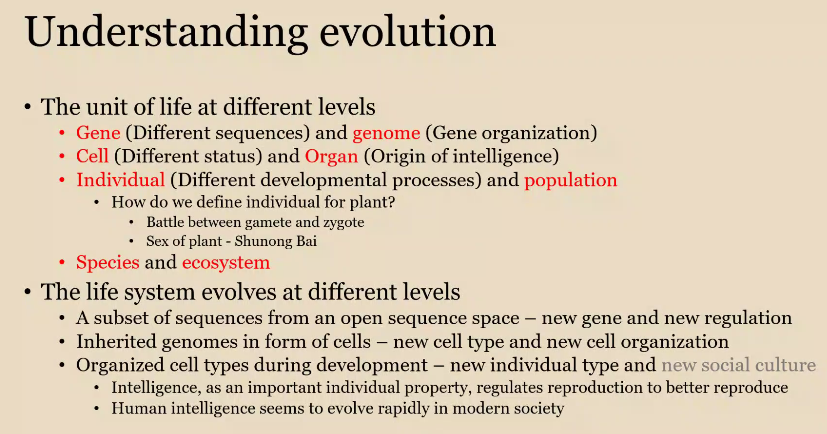 Understanding evolution
• The unit of life at different levels
• Gene (Different sequences) and genome (Gene organization)
• Cell (Different status) and Organ (Origin of intelligence)
• Individual (Different developmental processes) and population
• How do we define individual for plant?
• Battle between gamete and zygote
• Sex of plant - Shunong Bai
• Species and ecosystem
• The life system evolves at different levels
• A subset of sequences from an open sequence space – new gene and new regulation
• Inherited genomes in form of cells – new cell type and new cell organization
• Organized cell types during development – new individual type and new social culture
• Intelligence, as an important individual property, regulates reproduction to better reproduce
• Human intelligence seems to evolve rapidly in modern society